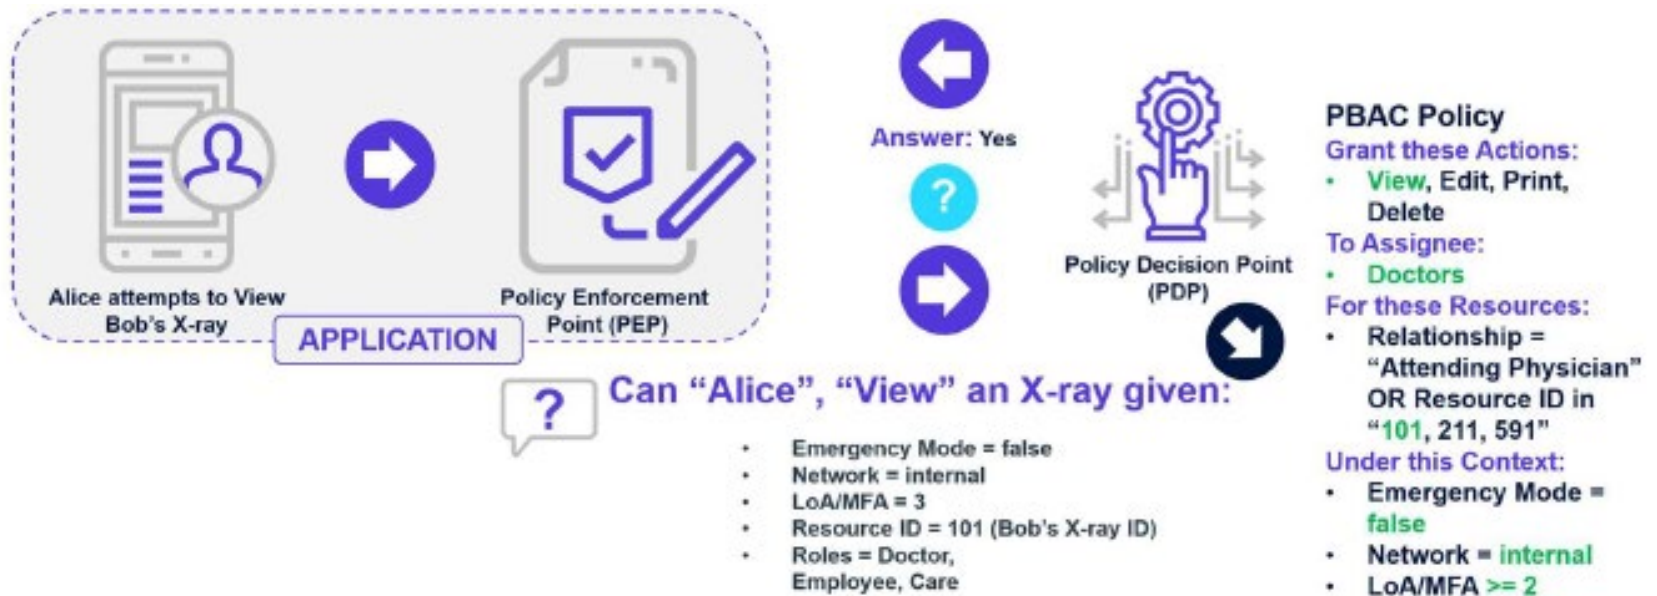 Alice attempts to View
Bob's X-ray
Policy Enforcement
Point (PEP)
APPLICATION
Answer: Yes
?
Policy Decision Point
(PDP)
?
Can “Alice”, “View” an X-ray given:
• Emergency Mode = false
• Network = internal
• LoA/MFA = 3
• Resource ID = 101 (Bob's X-ray ID)
• Roles = Doctor,
Employee, Care
PBAC Policy
Grant these Actions:
• View, Edit, Print,
Delete
To Assignee:
• Doctors
For these Resources:
• Relationship =
“Attending Physician”
OR Resource ID in
“101, 211, 591”
Under this Context:
• Emergency Mode =
false
• Network = internal
• LoA/MFA >= 2